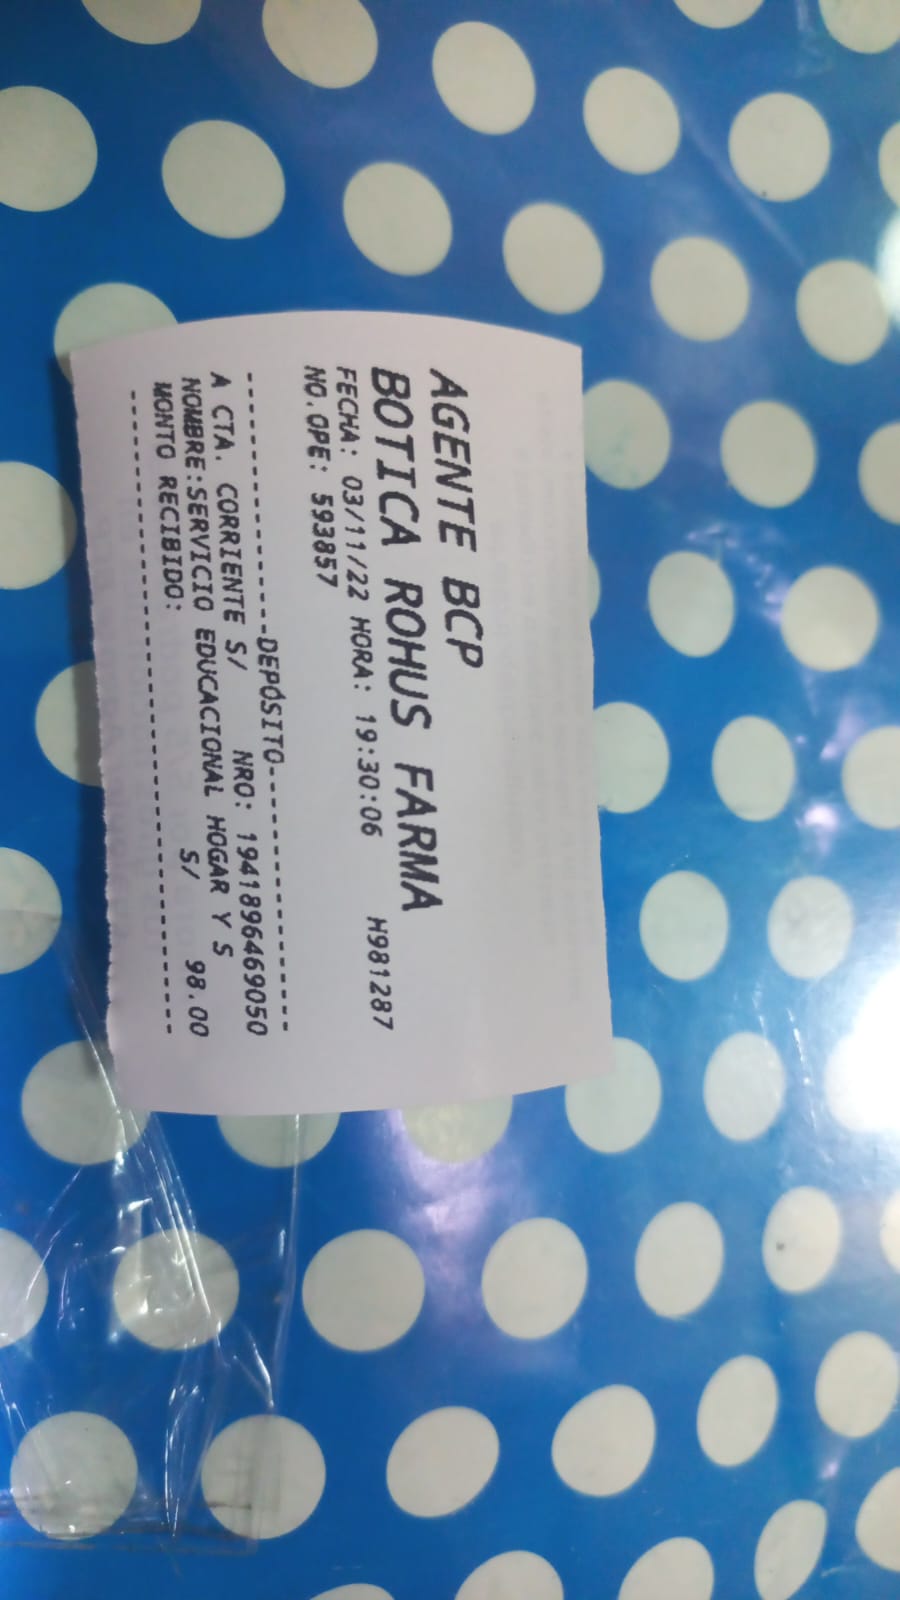 AGENTE BCP
BOTICA ROHUS FARMA
FECHA: 03/11/22 HORA: 19:30:06 H981287
NO.OPE: 593857
---------------DEPÓSITO---------------
A CTA. CORRIENTE S/ NRO: 1941896469050
NOMBRE:SERVICIO EDUCACIONAL HOGAR Y S
MONTO RECIBIDO: S/ 98.00
--------------------------------------